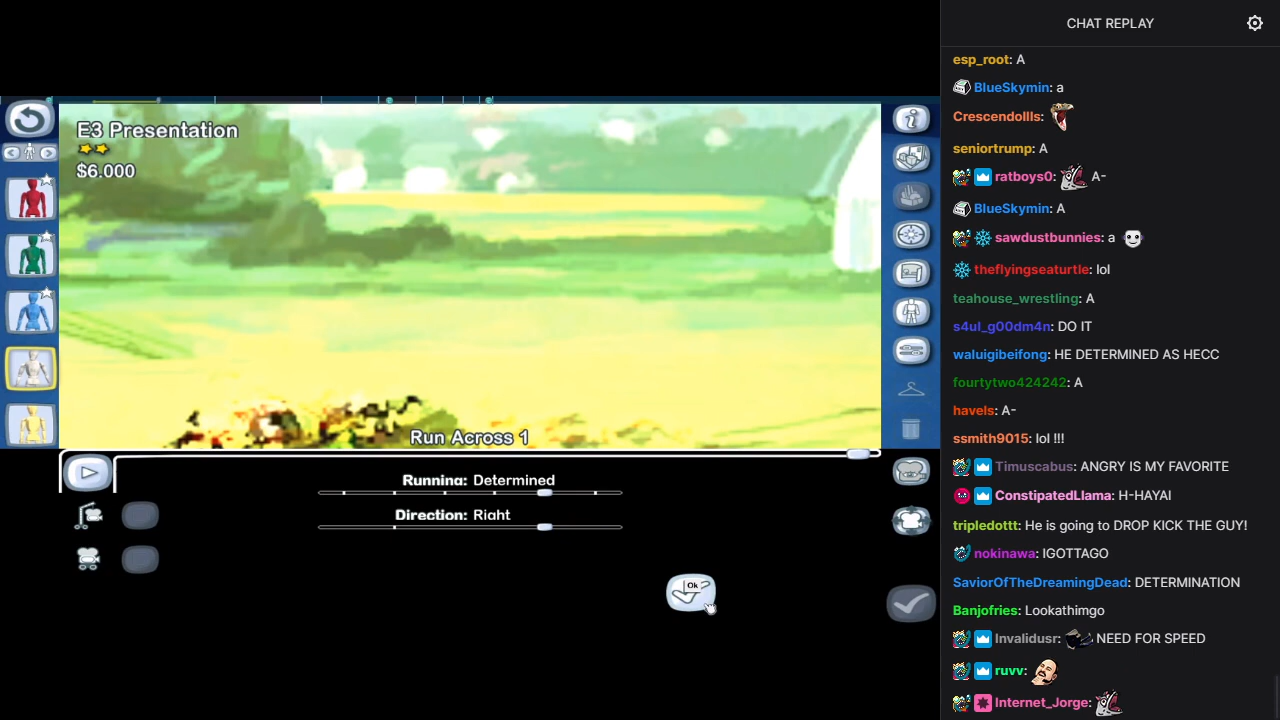 E3 Presentation
$6,000
Run Across 1
Running: Determined
Direction: Right
Ok
CHAT REPLAY
esp_root: A
BlueSkymin: a
Crescendollls:
seniortrump: A
ratboys0: A-
BlueSkymin: A
sawdustbunnies: a
theflyingseaturtle: lol
teahouse_wrestling: A
s4ul_g00dm4n: DO IT
waluigibeifong: HE DETERMINED AS HECC
fourtytwo424242: A
havels: A-
ssmith9015: lol !!!
Timuscabus: ANGRY IS MY FAVORITE
ConstipatedLlama: H-HAYAI
tripledottt: He is going to DROP KICK THE GUY!
nokinawa: IGOTTAGO
SaviorOfTheDreamingDead: DETERMINATION
Banjofries: Lookathimgo
Invalidusr: NEED FOR SPEED
ruvv:
Internet_Jorge: